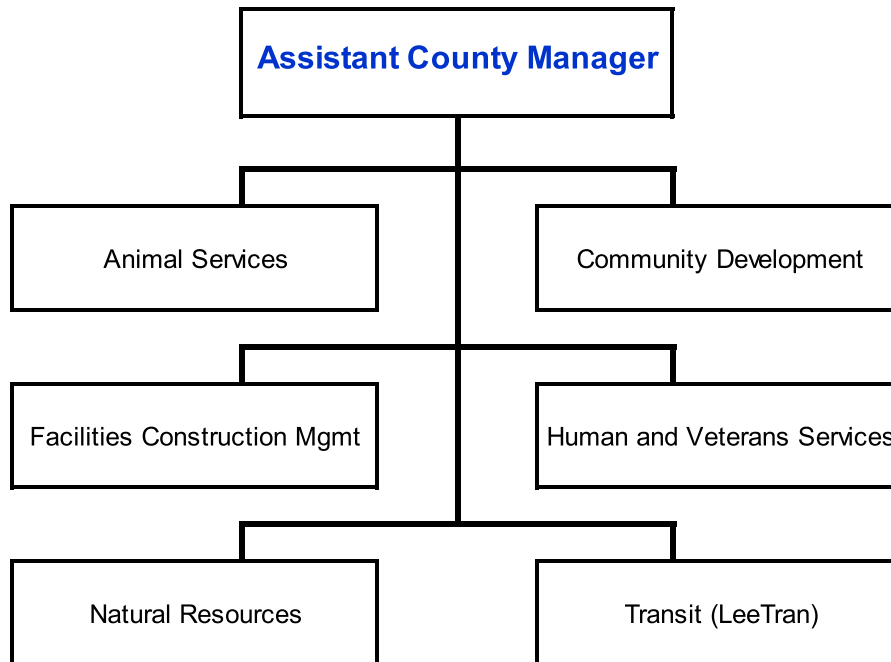 Assistant County Manager
Animal Services
Community Development
Facilities Construction Mgmt
Human and Veterans Services
Natural Resources
Transit (LeeTran)